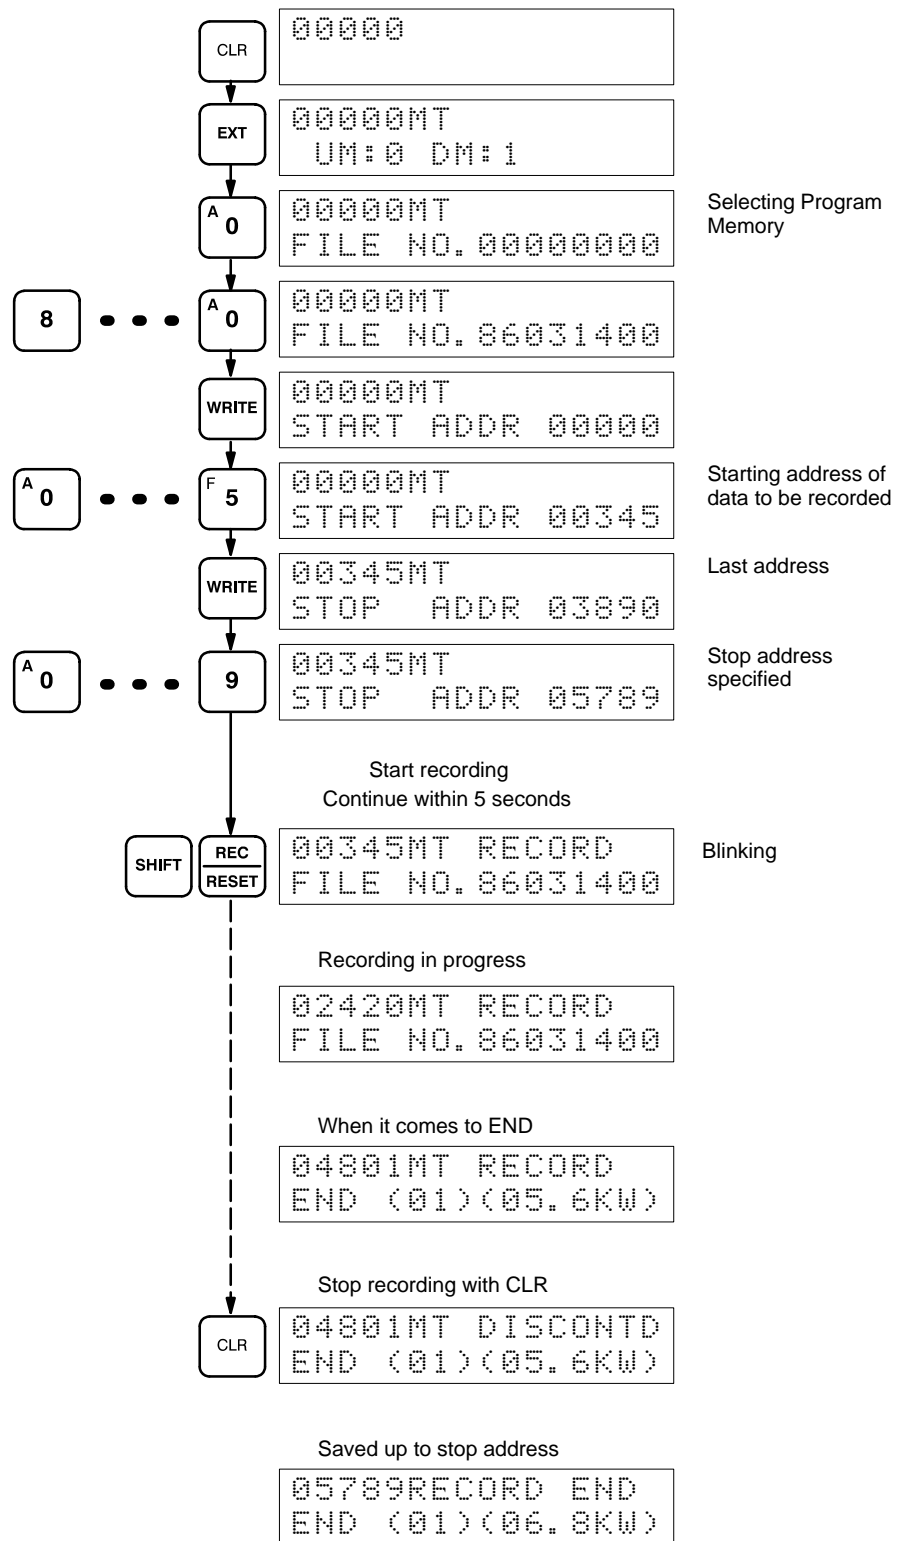 CLR
00000
EXT
00000MT
UM:0 DM:1
A 0
00000MT
FILE NO.00000000
Selecting Program
Memory
8
A 0
00000MT
FILE NO.86031400
WRITE
00000MT
START ADDR 00000
A 0
F 5
00000MT
START ADDR 00345
Starting address of
data to be recorded
WRITE
00345MT
STOP ADDR 03890
Last address
A 0
9
00345MT
STOP ADDR 05789
Stop address
specified
Start recording
Continue within 5 seconds
SHIFT
REC
RESET
00345MT RECORD
FILE NO.86031400
Blinking
Recording in progress
02420MT RECORD
FILE NO.86031400
When it comes to END
04801MT RECORD
END (01)(05.6KW)
Stop recording with CLR
CLR
04801MT DISCONTD
END (01)(05.6KW)
Saved up to stop address
05789RECORD END
END (01)(06.8KW)